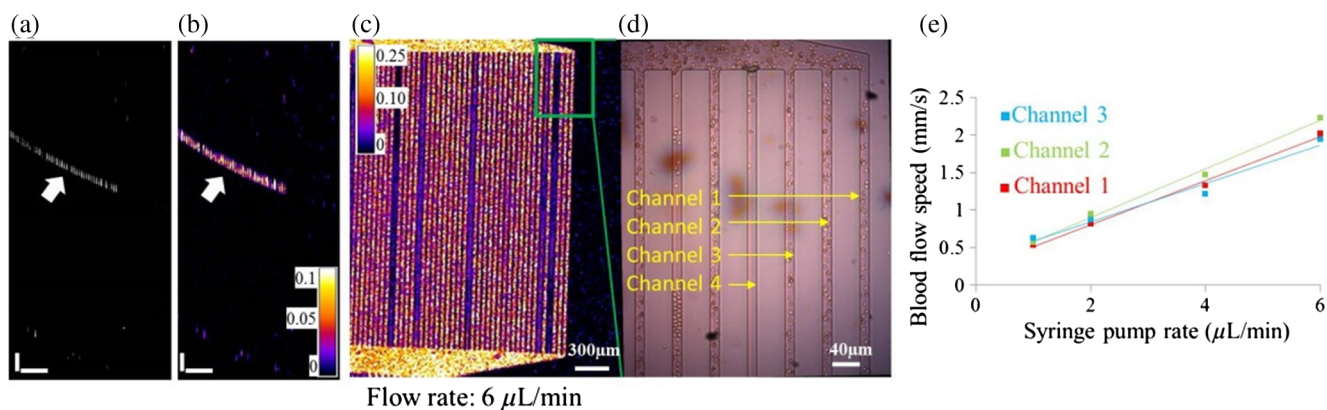 (a)
(b)
(c)
(d)
(e)
0.1
0.05
0
0.25
0.10
0
300μm
Flow rate: 6 μL/min
Channel 1
Channel 2
Channel 3
Channel 4
40μm
Blood flow speed (mm/s)
2.5
2
1.5
1
0.5
0
Channel 3
Channel 2
Channel 1
0
2
4
6
Syringe pump rate (μL/min)